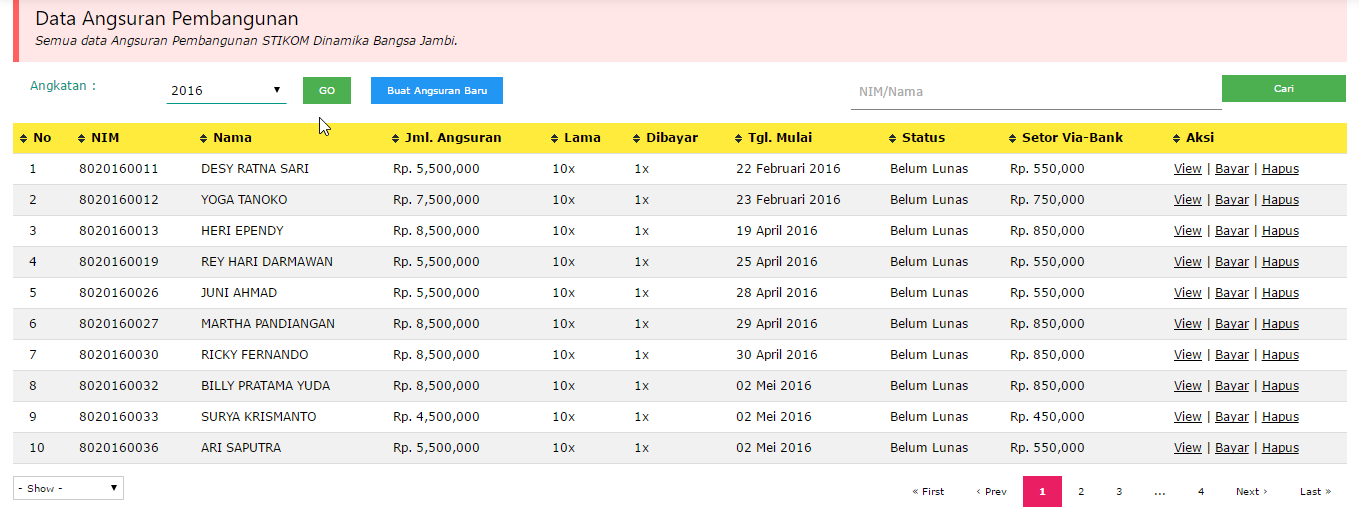 Data Angsuran Pembangunan
Semua data Angsuran Pembangunan STIKOM Dinamika Bangsa Jambi.
Angkatan : 2016 GO Buat Angsuran Baru NIM/Nama Cari
No NIM Nama Jml. Angsuran Lama Dibayar Tgl. Mulai Status Setor Via-Bank Aksi
1 8020160011 DESY RATNA SARI Rp. 5,500,000 10x 1x 22 Februari 2016 Belum Lunas Rp. 550,000 View | Bayar | Hapus
2 8020160012 YOGA TANOKO Rp. 7,500,000 10x 1x 23 Februari 2016 Belum Lunas Rp. 750,000 View | Bayar | Hapus
3 8020160013 HERI EPENDY Rp. 8,500,000 10x 1x 19 April 2016 Belum Lunas Rp. 850,000 View | Bayar | Hapus
4 8020160019 REY HARI DARMAWAN Rp. 5,500,000 10x 1x 25 April 2016 Belum Lunas Rp. 550,000 View | Bayar | Hapus
5 8020160026 JUNI AHMAD Rp. 5,500,000 10x 1x 28 April 2016 Belum Lunas Rp. 550,000 View | Bayar | Hapus
6 8020160027 MARTHA PANDIANGAN Rp. 8,500,000 10x 1x 29 April 2016 Belum Lunas Rp. 850,000 View | Bayar | Hapus
7 8020160030 RICKY FERNANDO Rp. 8,500,000 10x 1x 30 April 2016 Belum Lunas Rp. 850,000 View | Bayar | Hapus
8 8020160032 BILLY PRATAMA YUDA Rp. 8,500,000 10x 1x 02 Mei 2016 Belum Lunas Rp. 850,000 View | Bayar | Hapus
9 8020160033 SURYA KRISMANTO Rp. 4,500,000 10x 1x 02 Mei 2016 Belum Lunas Rp. 450,000 View | Bayar | Hapus
10 8020160036 ARI SAPUTRA Rp. 5,500,000 10x 1x 02 Mei 2016 Belum Lunas Rp. 550,000 View | Bayar | Hapus
- Show - « First ‹ Prev 1 2 3 ... 4 Next › Last »